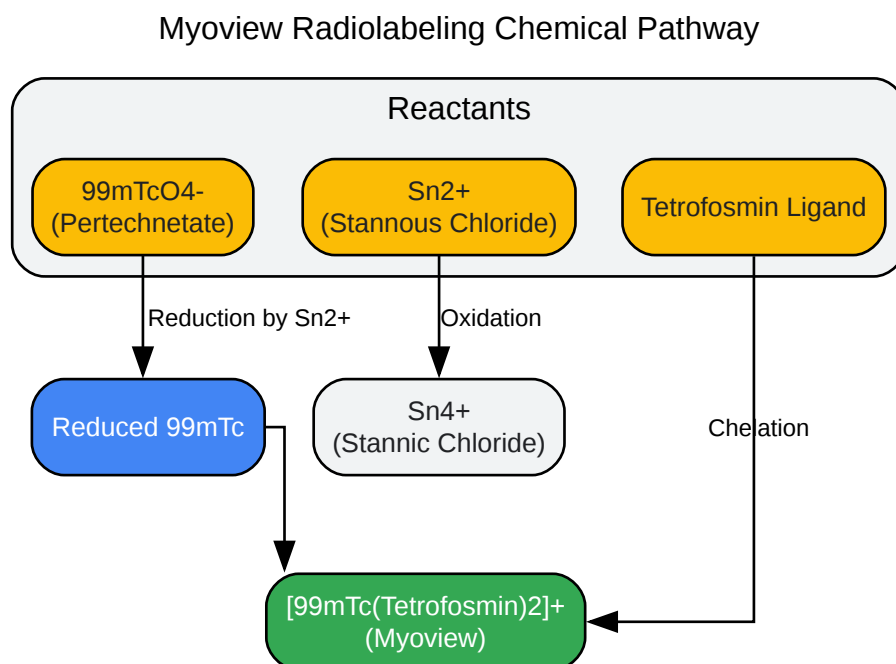 Myoview Radiolabeling Chemical Pathway
Reactants
99mTcO4-
(Pertechnetate)
Sn2+
(Stannous Chloride)
Tetrofosmin Ligand
Reduction by Sn2+
Oxidation
Reduced 99mTc
Sn4+
(Stannic Chloride)
Chelation
[99mTc(Tetrofosmin)2]+
(Myoview)